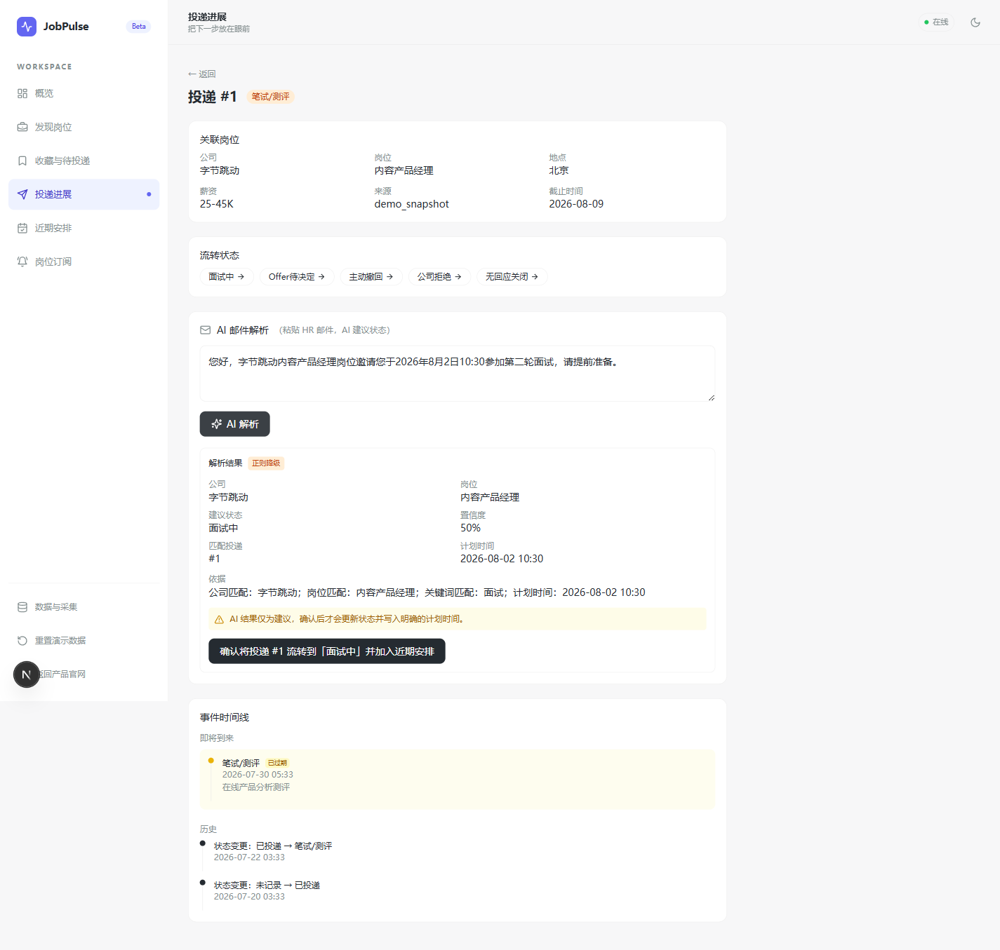 JobPulse
Beta
WORKSPACE
概览
发现岗位
收藏与待投递
投递进展
近期安排
岗位订阅
数据与采集
重置演示数据
返回产品官网
N
投递进展
把下一步放在眼前
在线
← 返回
投递 #1 笔试/测评
关联岗位
公司 岗位 地点
字节跳动 内容产品经理 北京
薪资 来源 截止时间
25-45K demo_snapshot 2026-08-09
流转状态
面试中 → Offer待决定 → 主动撤回 → 公司拒绝 → 无回应关闭 →
AI 邮件解析 （粘贴 HR 邮件，AI 建议状态）
您好，字节跳动内容产品经理岗位邀请您于2026年8月2日10:30参加第二轮面试，请提前准备。
AI 解析
解析结果 正则降级
公司 岗位
字节跳动 内容产品经理
建议状态 置信度
面试中 50%
匹配投递 计划时间
#1 2026-08-02 10:30
依据
公司匹配：字节跳动；岗位匹配：内容产品经理；关键词匹配：面试；计划时间：2026-08-02 10:30
AI 结果仅为建议，确认后才会更新状态并写入明确的计划时间。
确认将投递 #1 流转到「面试中」并加入近期安排
事件时间线
即将到来
笔试/测评 已过期
2026-07-30 05:33
在线产品分析测评
历史
状态变更：已投递 → 笔试/测评
2026-07-22 03:33
状态变更：未记录 → 已投递
2026-07-20 03:33